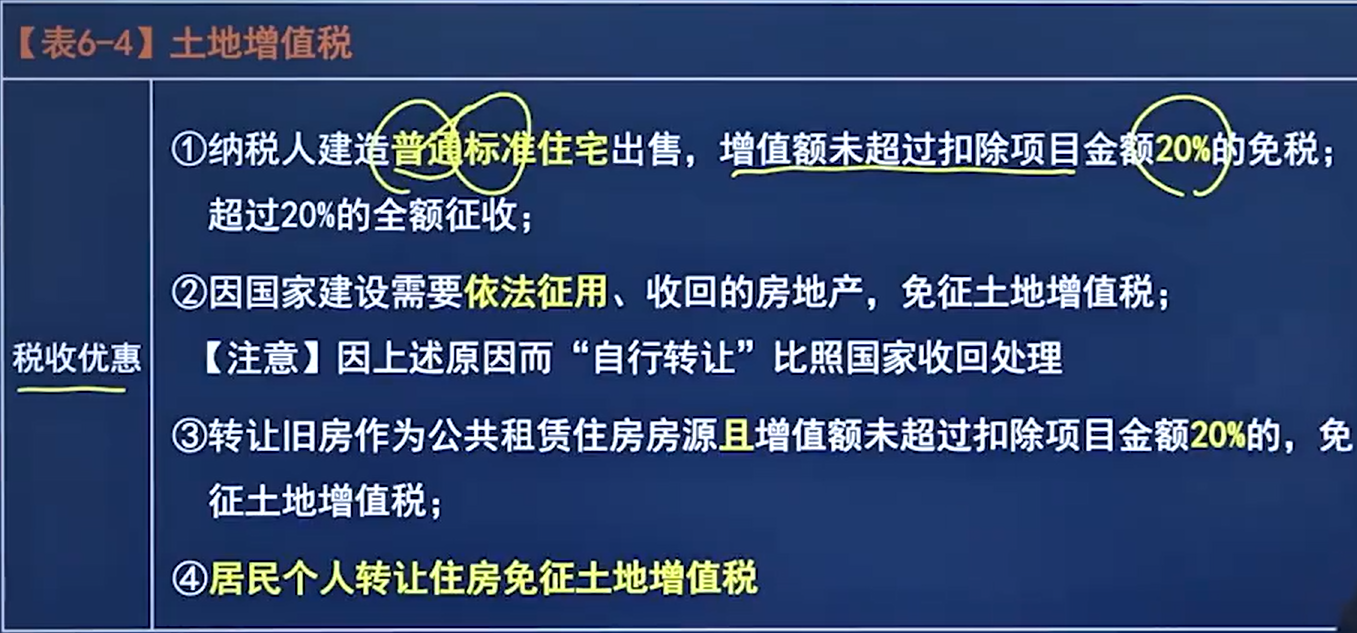 【表6-4】土地增值税
税收优惠
①纳税人建造普通标准住宅出售，增值额未超过扣除项目金额20%的免税；
超过20%的全额征收；
②因国家建设需要依法征用、收回的房地产，免征土地增值税；
【注意】因上述原因而“自行转让”比照国家收回处理
③转让旧房作为公共租赁住房房源且增值额未超过扣除项目金额20%的，免
征土地增值税；
④居民个人转让住房免征土地增值税